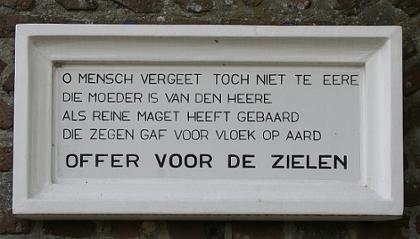 O MENSCH VERGEET TOCH NIET TE EERE
DIE MOEDER IS VAN DEN HEERE
ALS REINE MAGET HEEFT GEBAARD
DIE ZEGEN GAF VOOR VLOEK OP AARD
OFFER VOOR DE ZIELEN